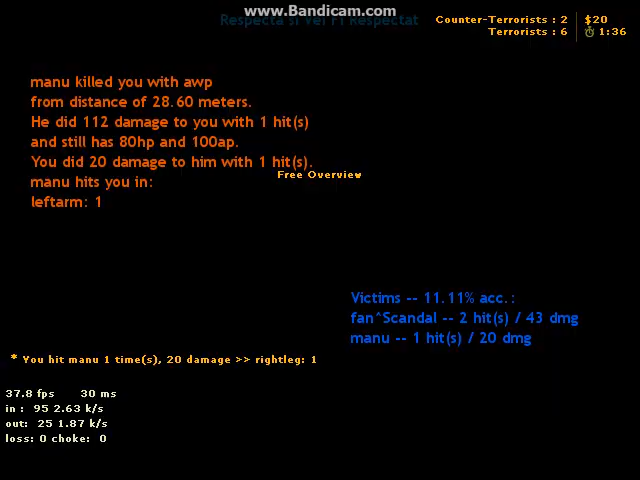 www.Bandicam.com
Respecta si Vei Fi Respectat
Counter-Terrorists : 2 $20
Terrorists : 6 1:36
manu killed you with awp
from distance of 28.60 meters.
He did 112 damage to you with 1 hit(s)
and still has 80hp and 100ap.
You did 20 damage to him with 1 hit(s).
Free Overview
manu hits you in:
leftarm: 1
Victims -- 11.11% acc.:
fan^Scandal -- 2 hit(s) / 43 dmg
manu -- 1 hit(s) / 20 dmg
* You hit manu 1 time(s), 20 damage >> rightleg: 1
37.8 fps 30 ms
in : 95 2.63 k/s
out: 25 1.87 k/s
loss: 0 choke: 0